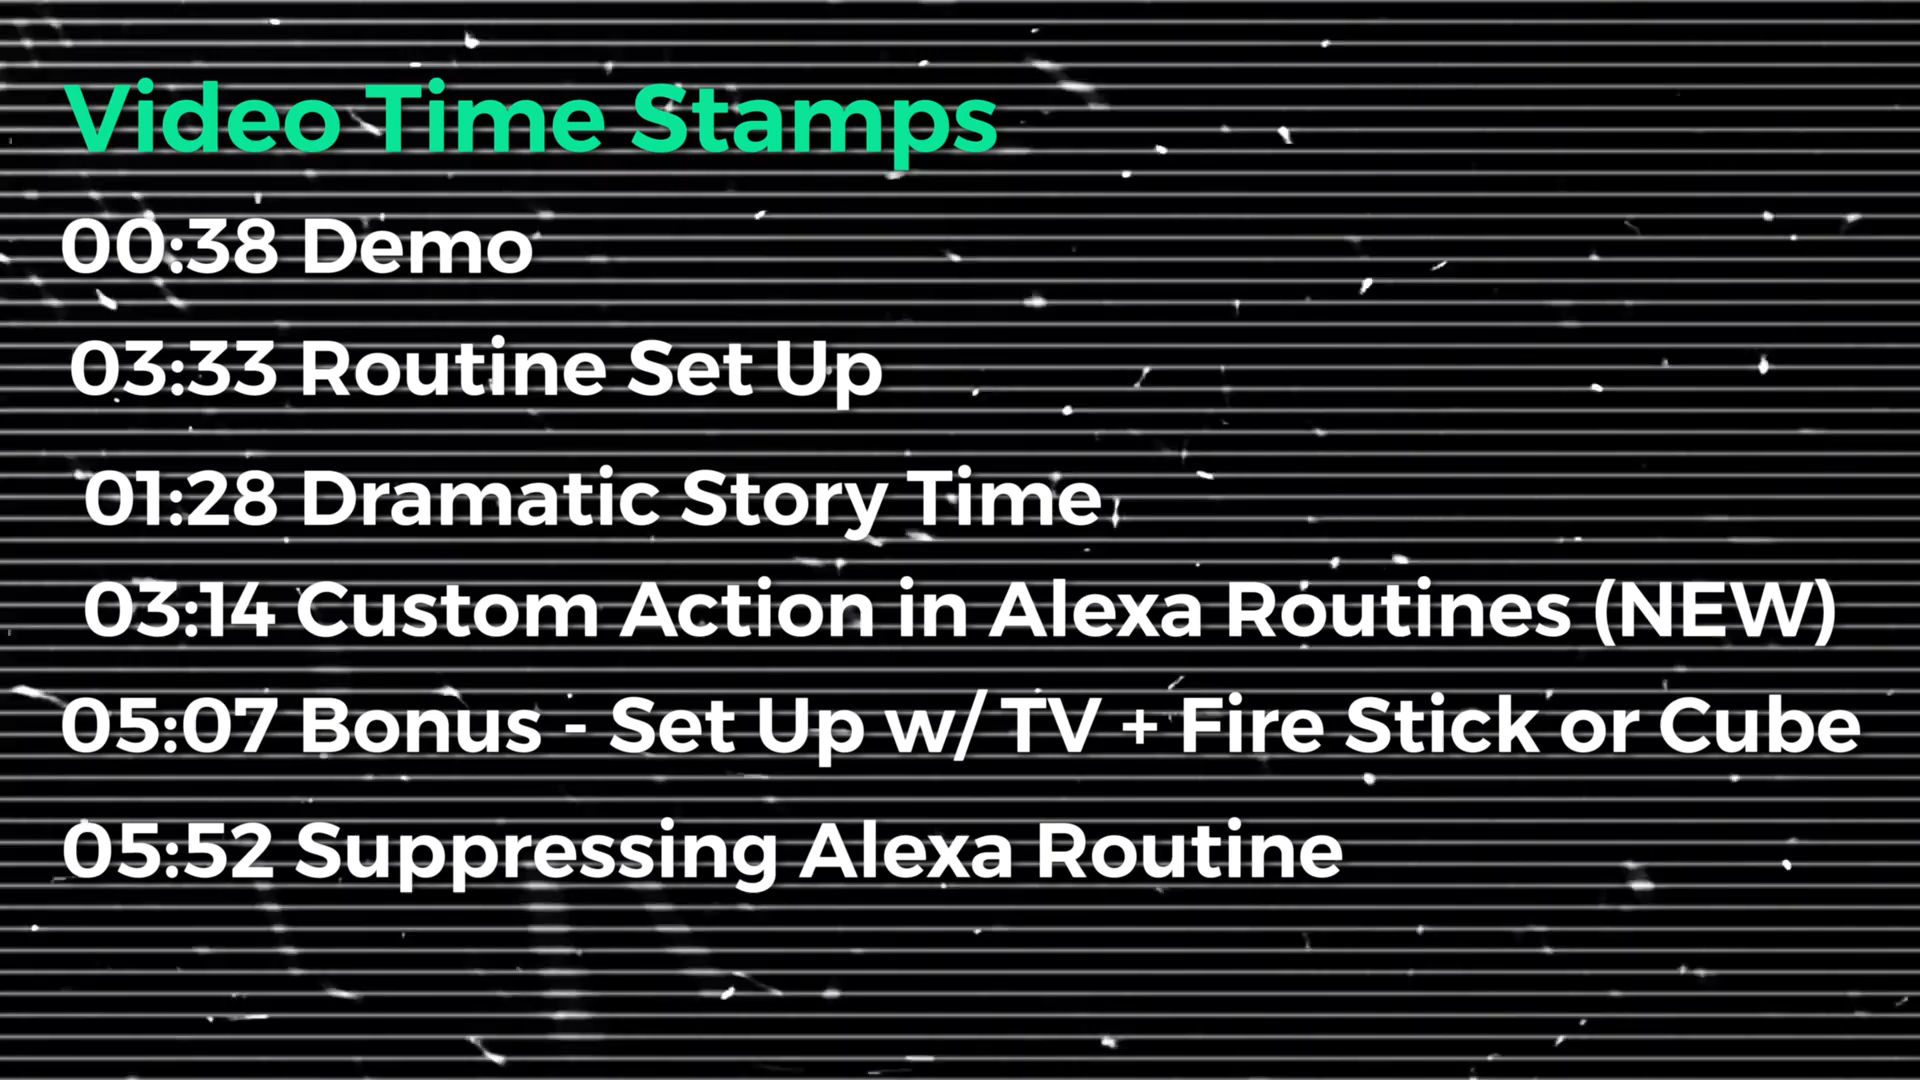 Video Time Stamps
00:38 Demo
03:33 Routine Set Up
01:28 Dramatic Story Time
03:14 Custom Action in Alexa Routines (NEW)
05:07 Bonus - Set Up w/ TV + Fire Stick or Cube
05:52 Suppressing Alexa Routine